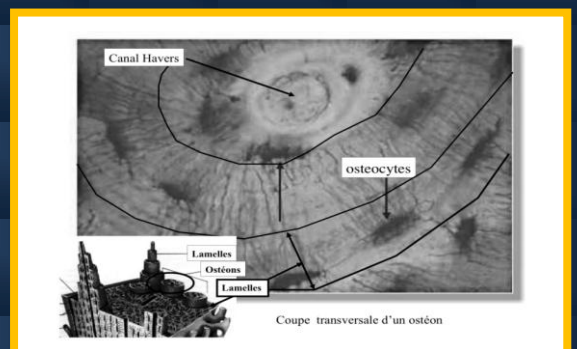 Canal Havers
osteocytes
Lamelles
Ostéons
Lamelles
Coupe transversale d'un ostéon